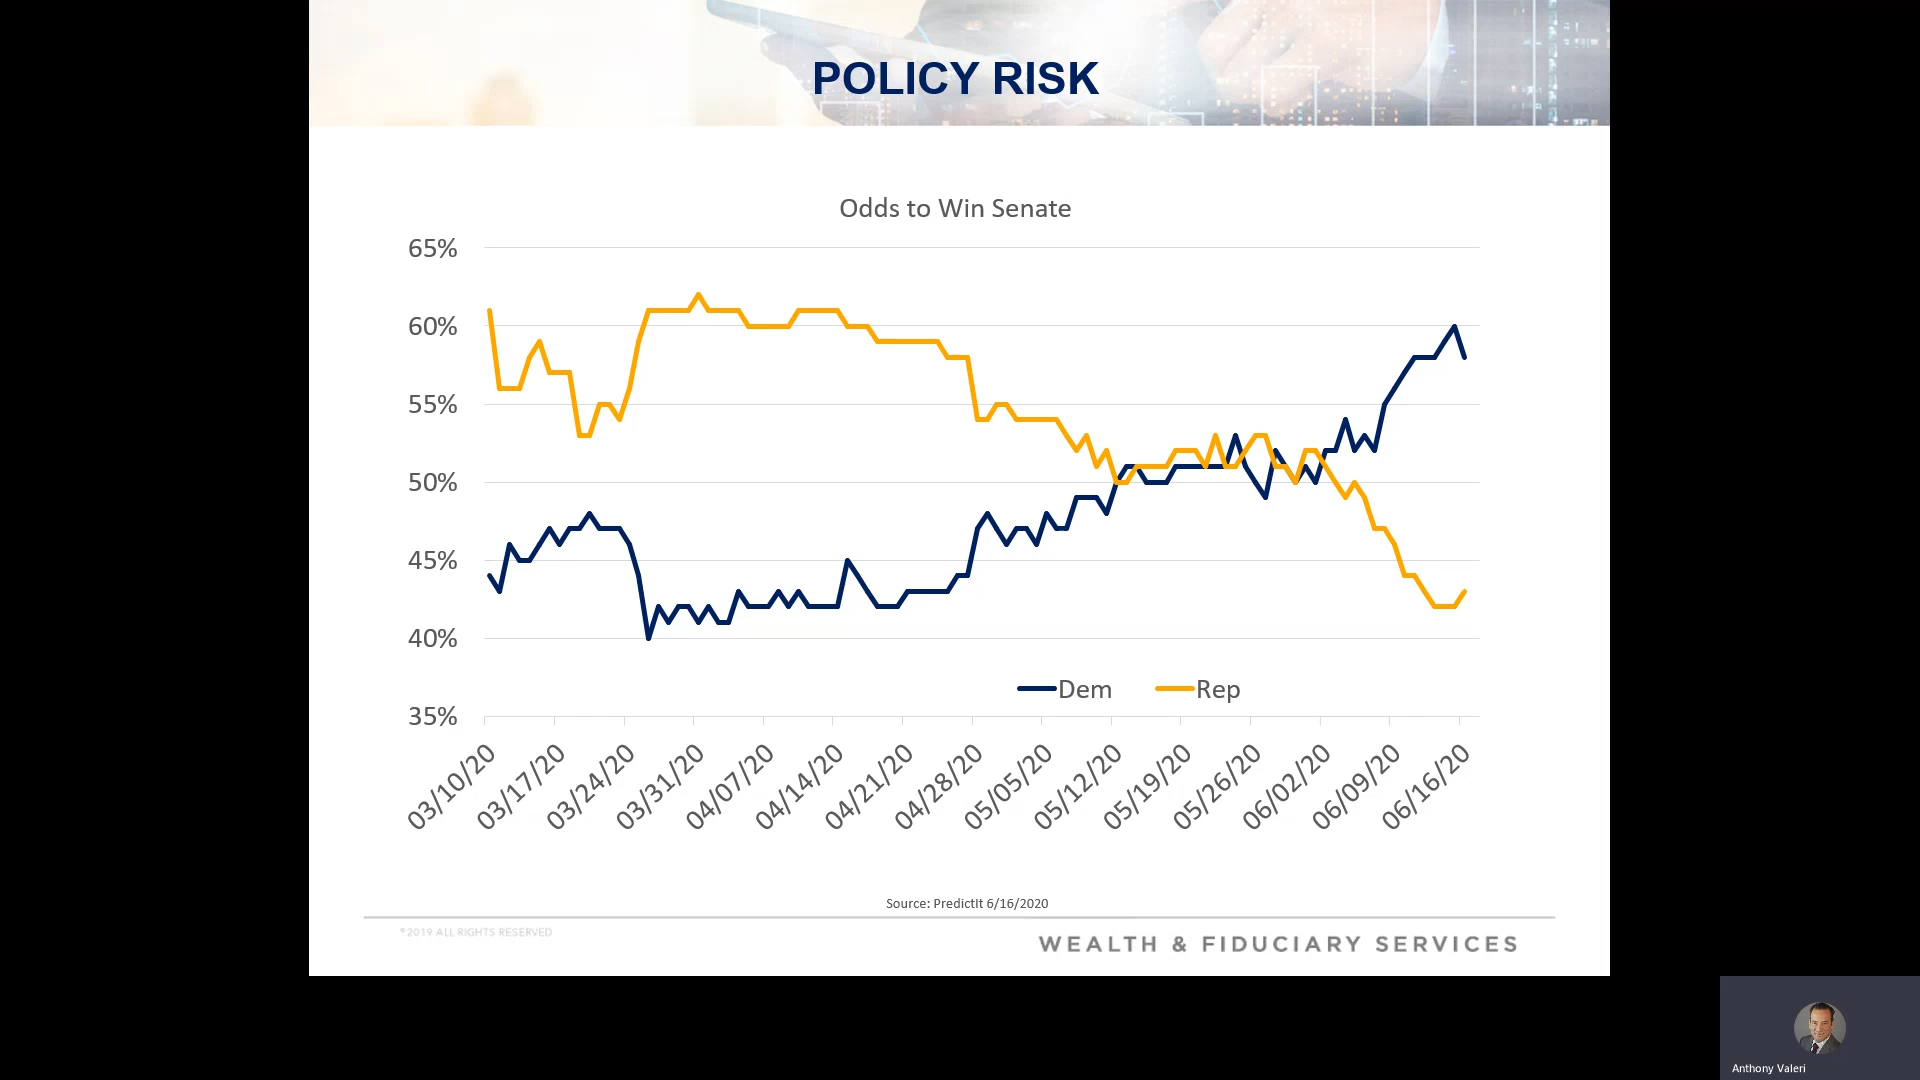 POLICY RISK
Odds to Win Senate
65%
60%
55%
50%
45%
40%
35%
Dem Rep
03/10/20 03/17/20 03/24/20 03/31/20 04/07/20 04/14/20 04/21/20 04/28/20 05/05/20 05/12/20 05/19/20 05/26/20 06/02/20 06/09/20 06/16/20
Source: PredictIt 6/16/2020
©2019 ALL RIGHTS RESERVED
WEALTH & FIDUCIARY SERVICES
Anthony Valeri